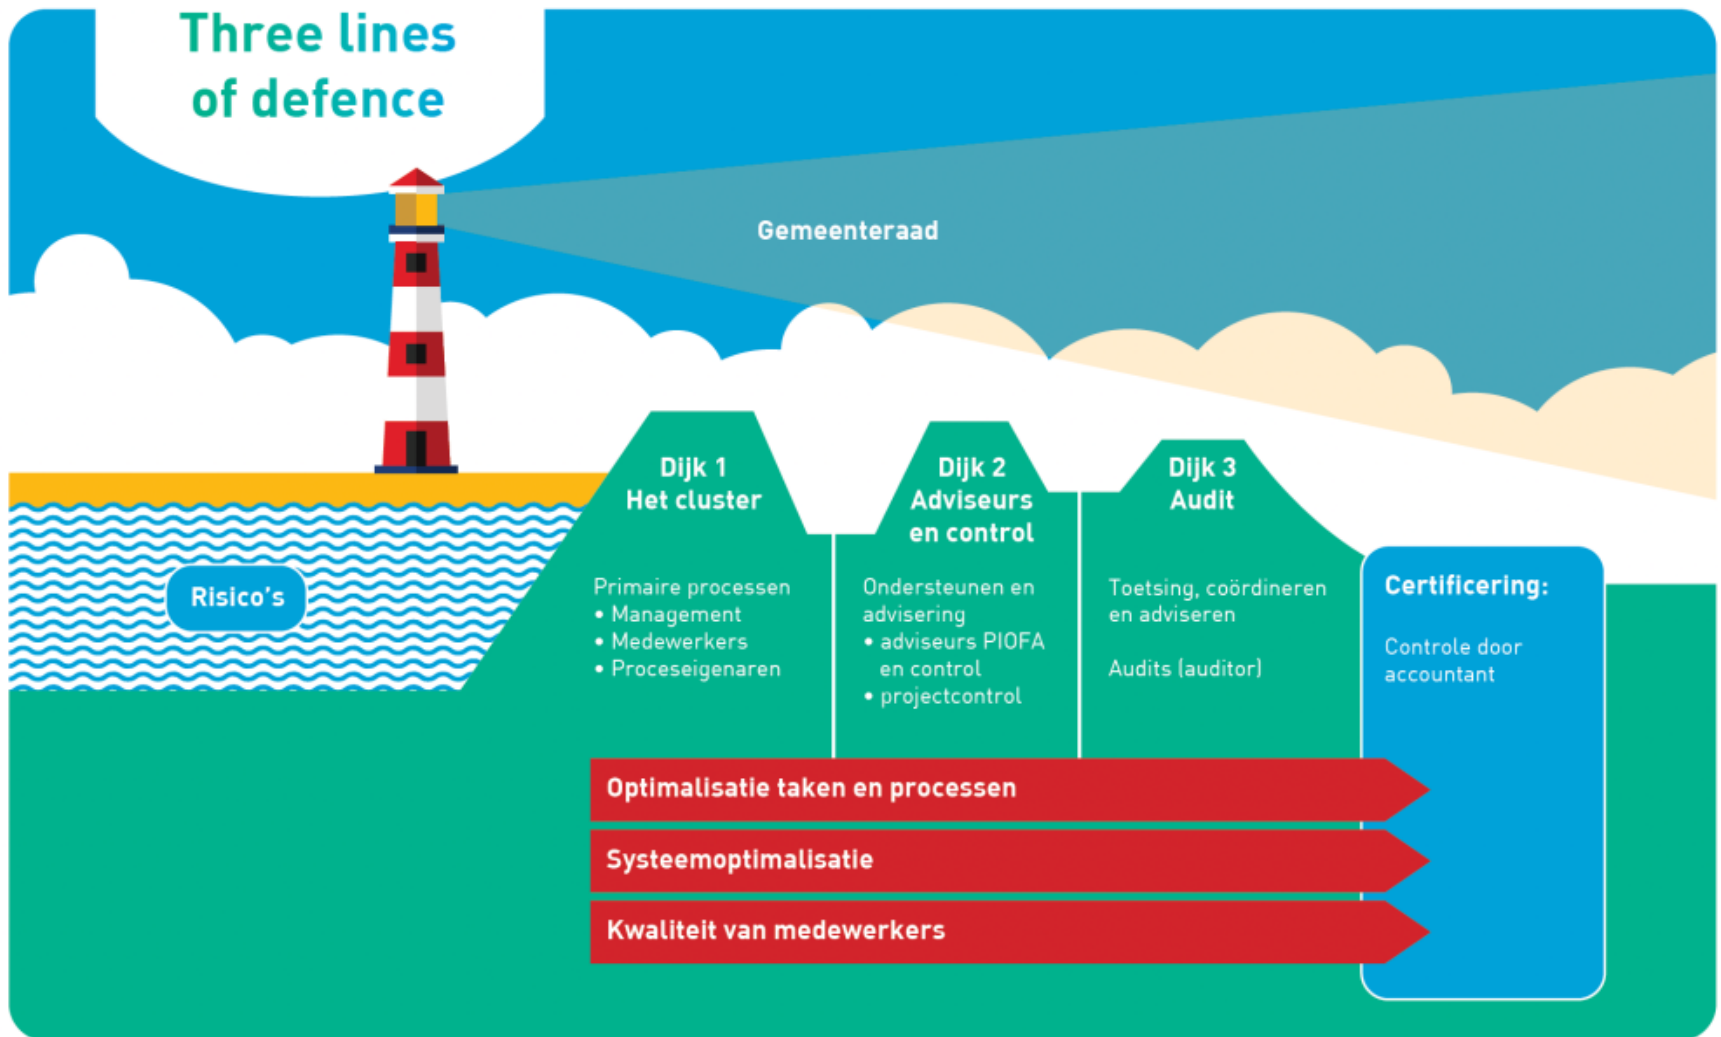 Three lines
of defence
Gemeenteraad
Risico's
Dijk 1
Het cluster
Primaire processen
• Management
• Medewerkers
• Proceseigenaren
Dijk 2
Adviseurs
en control
Ondersteunen en
advisering
• adviseurs PIOFA
en control
• projectcontrol
Dijk 3
Audit
Toetsing, coördineren
en adviseren
Audits (auditor)
Certificering:
Controle door
accountant
Optimalisatie taken en processen
Systeemoptimalisatie
Kwaliteit van medewerkers